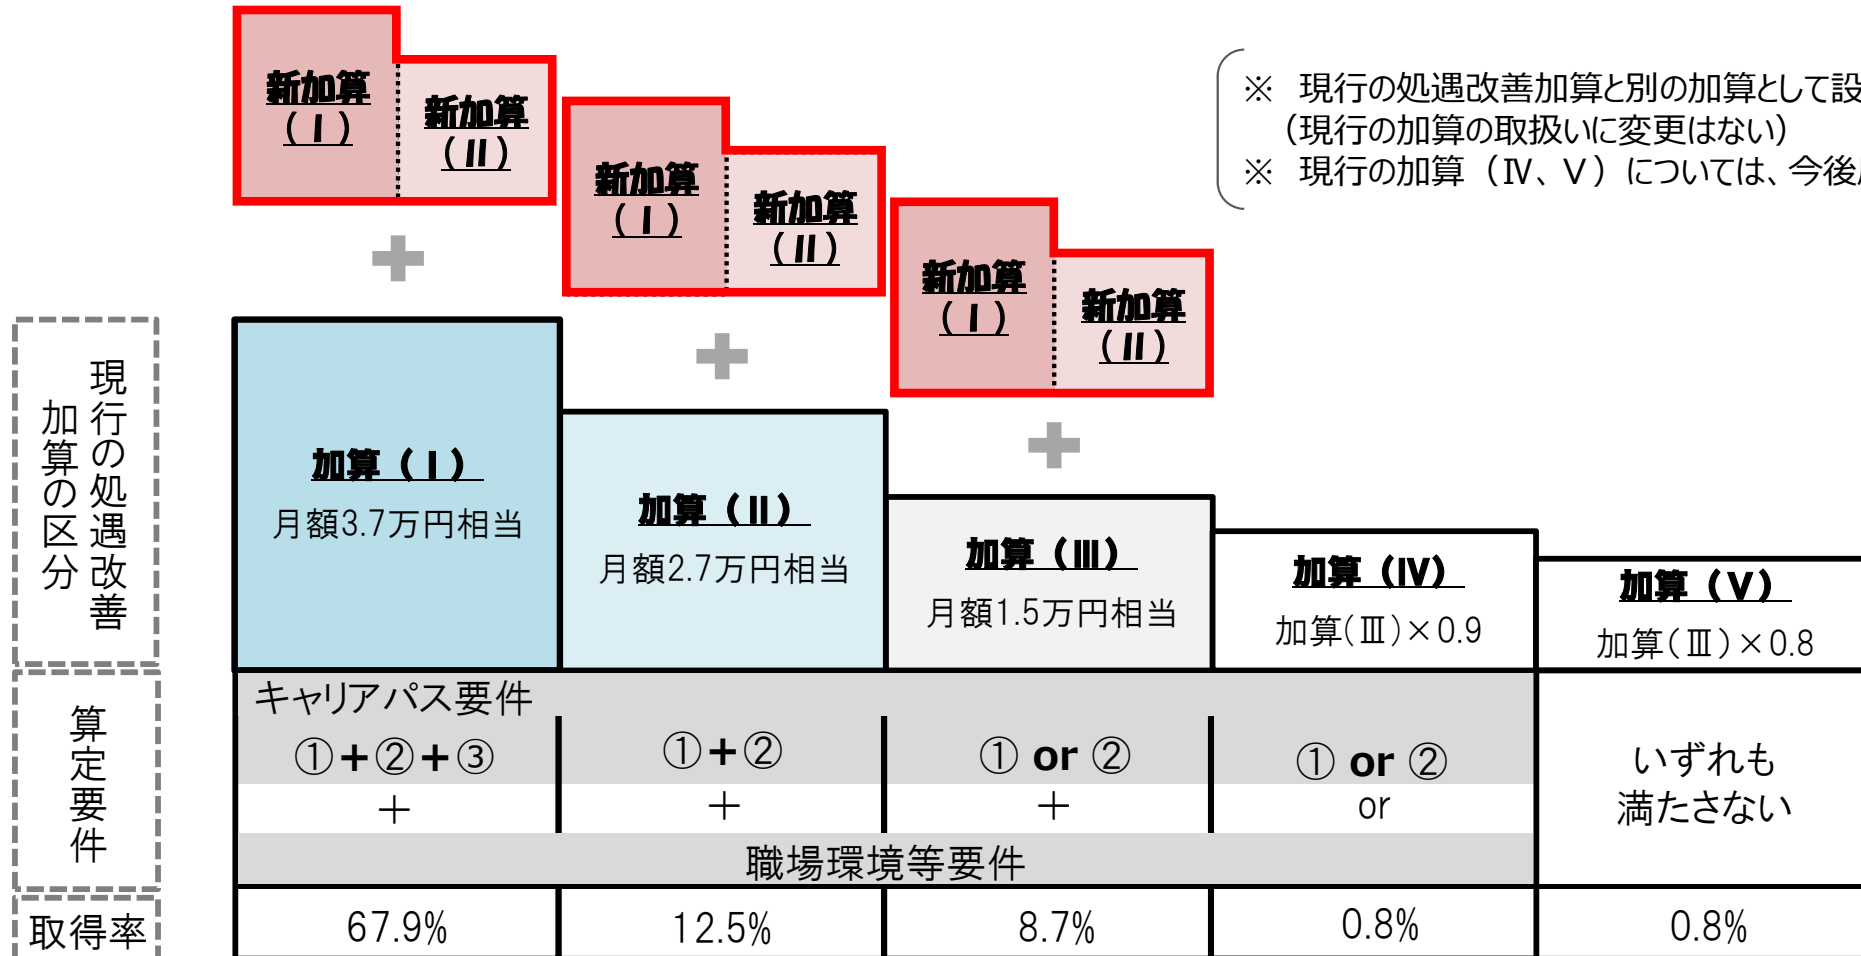 新加算
(Ⅰ)
新加算
(Ⅱ)
新加算
(Ⅰ)
新加算
(Ⅱ)
新加算
(Ⅰ)
新加算
(Ⅱ)
※ 現行の処遇改善加算と別の加算として設
（現行の加算の取扱いに変更はない）
※ 現行の加算（Ⅳ、Ⅴ）については、今後
現行の処遇改善
加算の区分
加算（Ⅰ）
月額3.7万円相当
加算（Ⅱ）
月額2.7万円相当
加算（Ⅲ）
月額1.5万円相当
加算（Ⅳ）
加算(Ⅲ)×0.9
加算（Ⅴ）
加算(Ⅲ)×0.8
算定要件
キャリアパス要件
①+②+③
①+②
① or ②
① or ②
＋
＋
＋
or
いずれも
満たさない
職場環境等要件
取得率
67.9%
12.5%
8.7%
0.8%
0.8%